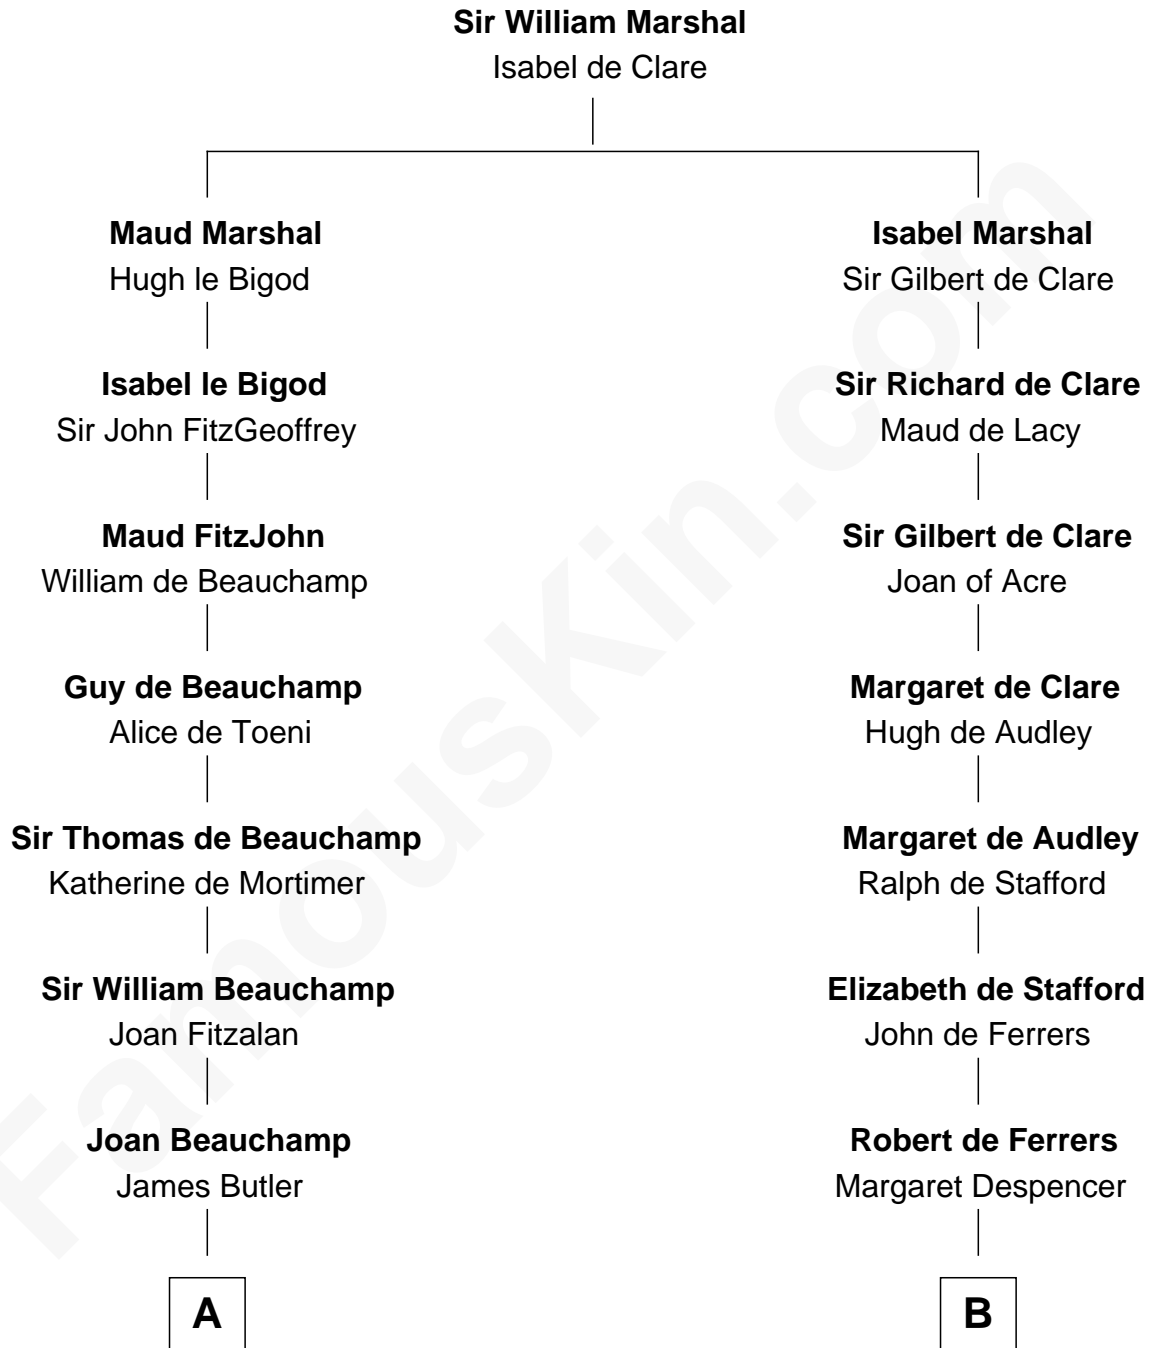 Sir William Marshal
Isabel de Clare
Maud Marshal
Hugh le Bigod
Isabel Marshal
Sir Gilbert de Clare
Isabel le Bigod
Sir John FitzGeoffrey
Sir Richard de Clare
Maud de Lacy
Maud FitzJohn
William de Beauchamp
Sir Gilbert de Clare
Joan of Acre
Guy de Beauchamp
Alice de Toeni
Margaret de Clare
Hugh de Audley
Sir Thomas de Beauchamp
Katherine de Mortimer
Margaret de Audley
Ralph de Stafford
Sir William Beauchamp
Joan Fitzalan
Elizabeth de Stafford
John de Ferrers
Joan Beauchamp
James Butler
Robert de Ferrers
Margaret Despencer
A
B
FamousKin.com